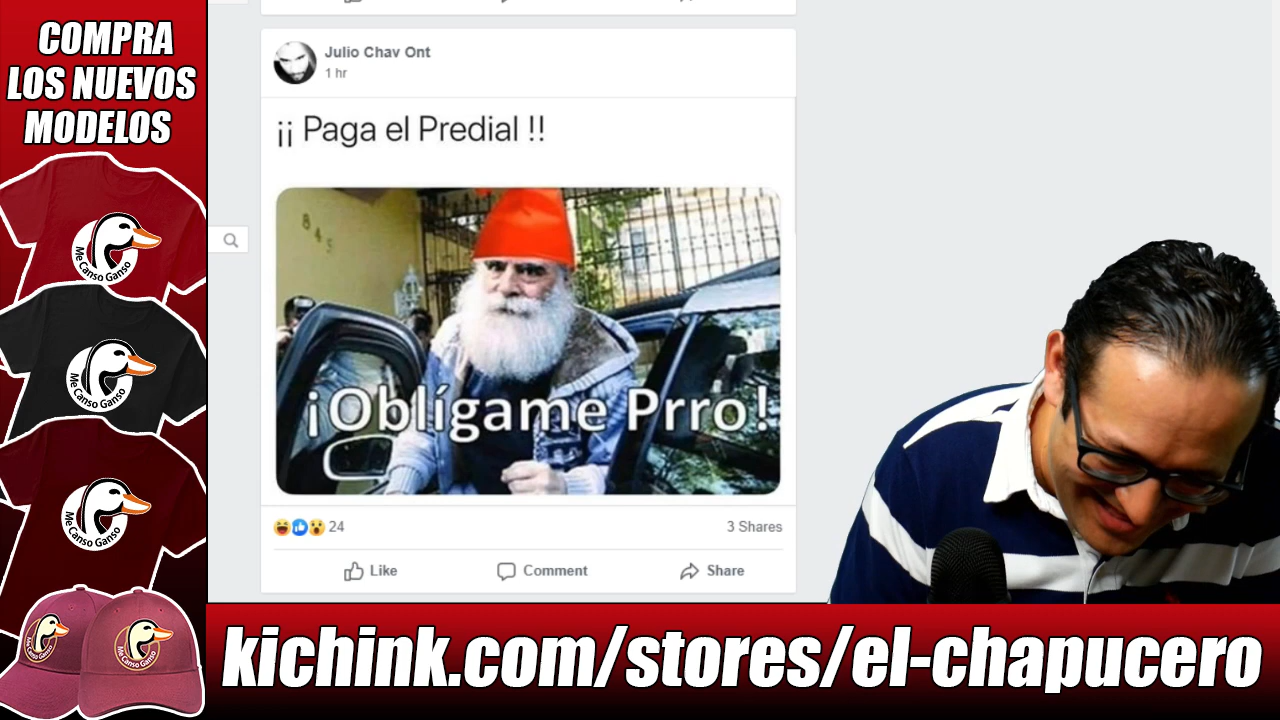 COMPRA
LOS NUEVOS
MODELOS
Me Canso Ganso
Me Canso Ganso
Me Canso Ganso
Me Canso Ganso
Me Canso Ganso
Julio Chav Ont
1 hr
¡¡ Paga el Predial !!
845
¡Oblígame Prro!
24
3 Shares
Like
Comment
Share
kichink.com/stores/el-chapucero